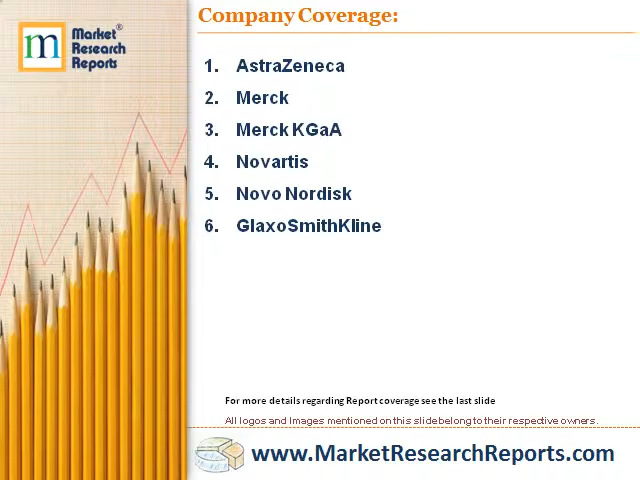 Company Coverage:
m
Market®
Research
Reports
1. AstraZeneca
2. Merck
3. Merck KGaA
4. Novartis
5. Novo Nordisk
6. GlaxoSmithKline
For more details regarding Report coverage see the last slide
All logos and Images mentioned on this slide belong to their respective owners.
www.MarketResearchReports.com